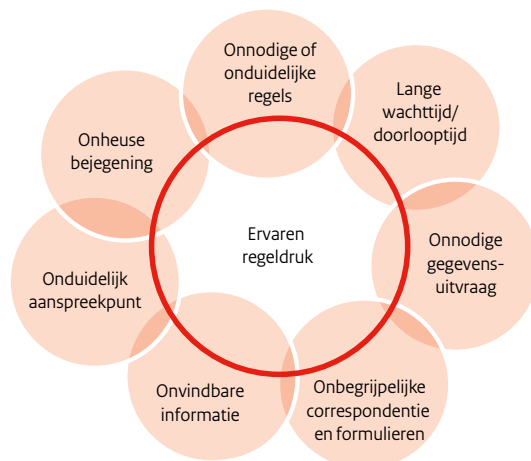 Onnodige of
onduidelijke
regels
Lange
wachttijd/
doorlooptijd
Onnodige
gegevens-
uitvraag
Onbegrijpelijke
correspondentie
en formulieren
Onvindbare
informatie
Onduidelijk
aanspreekpunt
Onheuse
bejegening
Ervaren
regeldruk